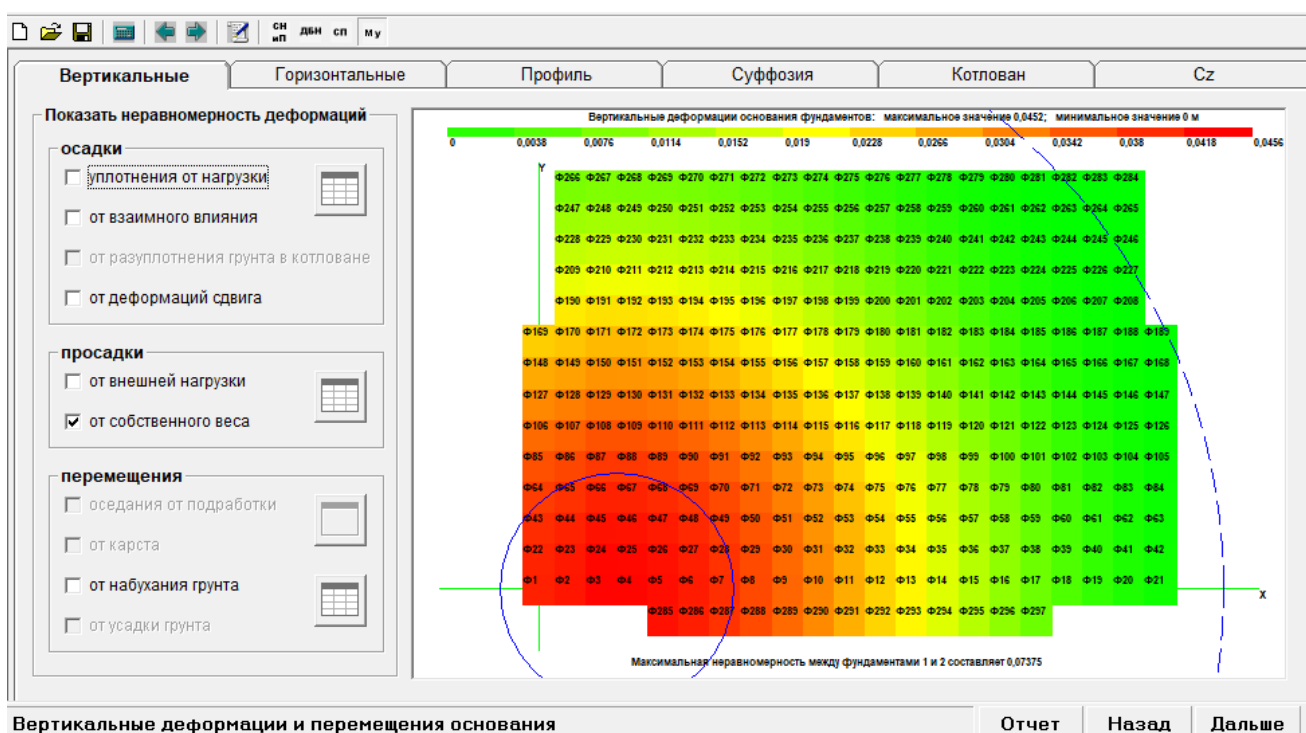 СН иП ДБН СП Му
Вертикальные Горизонтальные Профиль Суффозия Котлован Cz
Показать неравномерность деформаций
осадки
уплотнения от нагрузки
от взаимного влияния
от разуплотнения грунта в котловане
от деформаций сдвига
просадки
от внешней нагрузки
от собственного веса
перемещения
оседания от подработки
от карста
от набухания грунта
от усадки грунта
Вертикальные деформации основания фундаментов: максимальное значение 0,0452; минимальное значение 0 м
0 0,0038 0,0076 0,0114 0,0152 0,019 0,0228 0,0266 0,0304 0,0342 0,038 0,0418 0,0456
Y
Ф266 Ф267 Ф268 Ф269 Ф270 Ф271 Ф272 Ф273 Ф274 Ф275 Ф276 Ф277 Ф278 Ф279 Ф280 Ф281 Ф282 Ф283 Ф284
Ф247 Ф248 Ф249 Ф250 Ф251 Ф252 Ф253 Ф254 Ф255 Ф256 Ф257 Ф258 Ф259 Ф260 Ф261 Ф262 Ф263 Ф264 Ф265
Ф228 Ф229 Ф230 Ф231 Ф232 Ф233 Ф234 Ф235 Ф236 Ф237 Ф238 Ф239 Ф240 Ф241 Ф242 Ф243 Ф244 Ф245 Ф246
Ф209 Ф210 Ф211 Ф212 Ф213 Ф214 Ф215 Ф216 Ф217 Ф218 Ф219 Ф220 Ф221 Ф222 Ф223 Ф224 Ф225 Ф226 Ф227
Ф190 Ф191 Ф192 Ф193 Ф194 Ф195 Ф196 Ф197 Ф198 Ф199 Ф200 Ф201 Ф202 Ф203 Ф204 Ф205 Ф206 Ф207 Ф208
Ф169 Ф170 Ф171 Ф172 Ф173 Ф174 Ф175 Ф176 Ф177 Ф178 Ф179 Ф180 Ф181 Ф182 Ф183 Ф184 Ф185 Ф186 Ф187 Ф188 Ф189
Ф148 Ф149 Ф150 Ф151 Ф152 Ф153 Ф154 Ф155 Ф156 Ф157 Ф158 Ф159 Ф160 Ф161 Ф162 Ф163 Ф164 Ф165 Ф166 Ф167 Ф168
Ф127 Ф128 Ф129 Ф130 Ф131 Ф132 Ф133 Ф134 Ф135 Ф136 Ф137 Ф138 Ф139 Ф140 Ф141 Ф142 Ф143 Ф144 Ф145 Ф146 Ф147
Ф106 Ф107 Ф108 Ф109 Ф110 Ф111 Ф112 Ф113 Ф114 Ф115 Ф116 Ф117 Ф118 Ф119 Ф120 Ф121 Ф122 Ф123 Ф124 Ф125 Ф126
Ф85 Ф86 Ф87 Ф88 Ф89 Ф90 Ф91 Ф92 Ф93 Ф94 Ф95 Ф96 Ф97 Ф98 Ф99 Ф100 Ф101 Ф102 Ф103 Ф104 Ф105
Ф64 Ф65 Ф66 Ф67 Ф68 Ф69 Ф70 Ф71 Ф72 Ф73 Ф74 Ф75 Ф76 Ф77 Ф78 Ф79 Ф80 Ф81 Ф82 Ф83 Ф84
Ф43 Ф44 Ф45 Ф46 Ф47 Ф48 Ф49 Ф50 Ф51 Ф52 Ф53 Ф54 Ф55 Ф56 Ф57 Ф58 Ф59 Ф60 Ф61 Ф62 Ф63
Ф22 Ф23 Ф24 Ф25 Ф26 Ф27 Ф28 Ф29 Ф30 Ф31 Ф32 Ф33 Ф34 Ф35 Ф36 Ф37 Ф38 Ф39 Ф40 Ф41 Ф42
Ф1 Ф2 Ф3 Ф4 Ф5 Ф6 Ф7 Ф8 Ф9 Ф10 Ф11 Ф12 Ф13 Ф14 Ф15 Ф16 Ф17 Ф18 Ф19 Ф20 Ф21
X
Ф285 Ф286 Ф287 Ф288 Ф289 Ф290 Ф291 Ф292 Ф293 Ф294 Ф295 Ф296 Ф297
Максимальная неравномерность между фундаментами 1 и 2 составляет 0,07375
Вертикальные деформации и перемещения основания Отчет Назад Дальше